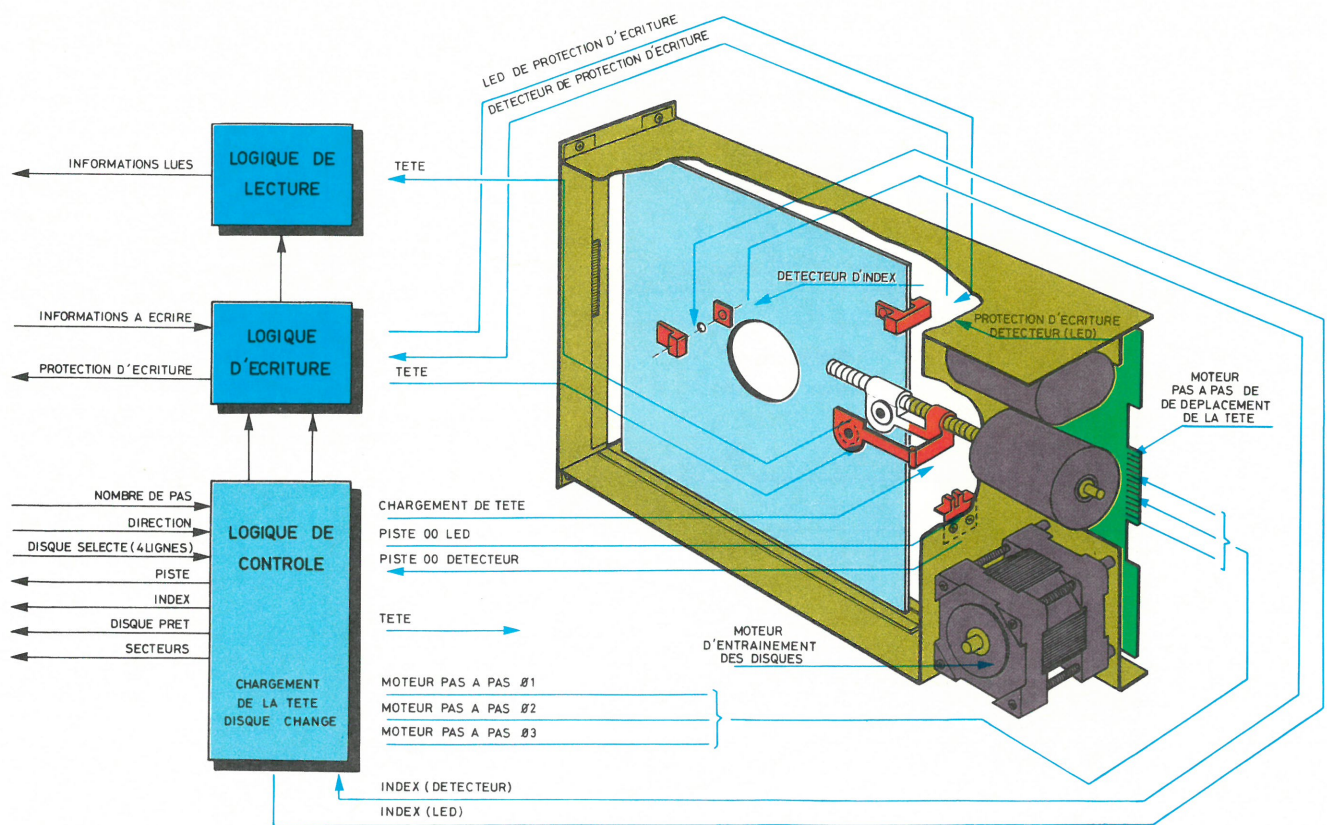 LED DE PROTECTION D'ECRITURE
DETECTEUR DE PROTECTION D'ECRITURE
INFORMATIONS LUES
LOGIQUE DE
LECTURE
TETE
DETECTEUR D'INDEX
INFORMATIONS A ECRIRE
LOGIQUE
D'ECRITURE
PROTECTION D'ECRITURE
TETE
PROTECTION D'ECRITURE
DETECTEUR (LED)
MOTEUR
PAS A PAS DE
DE DEPLACEMENT
DE LA TETE
NOMBRE DE PAS
DIRECTION
DISQUE SELECTE (4LIGNES)
PISTE
INDEX
DISQUE PRET
SECTEURS
LOGIQUE DE
CONTROLE
CHARGEMENT
DE LA TETE
DISQUE CHANGE
CHARGEMENT DE TETE
PISTE 00 LED
PISTE 00 DETECTEUR
TETE
MOTEUR
D'ENTRAINEMENT
DES DISQUES
MOTEUR PAS A PAS Ø1
MOTEUR PAS A PAS Ø2
MOTEUR PAS A PAS Ø3
INDEX (DETECTEUR)
INDEX (LED)